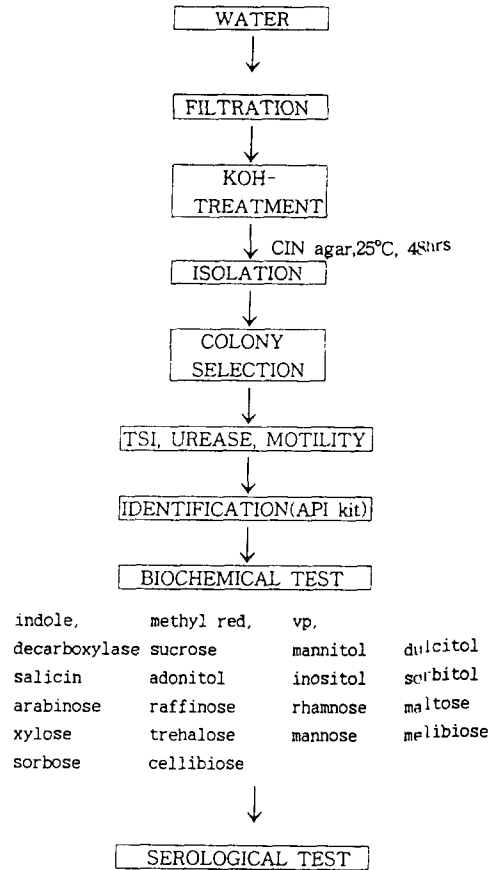 WATER
FILTRATION
KOH-
TREATMENT
CIN agar,25°C, 48hrs
ISOLATION
COLONY
SELECTION
TSI, UREASE, MOTILITY
IDENTIFICATION(API kit)
BIOCHEMICAL TEST
indole, methyl red, vp,
decarboxylase sucrose mannitol dulcitol
salicin adonitol inositol sorbitol
arabinose raffinose rhamnose maltose
xylose trehalose mannose melibiose
sorbose cellibiose
SEROLOGICAL TEST